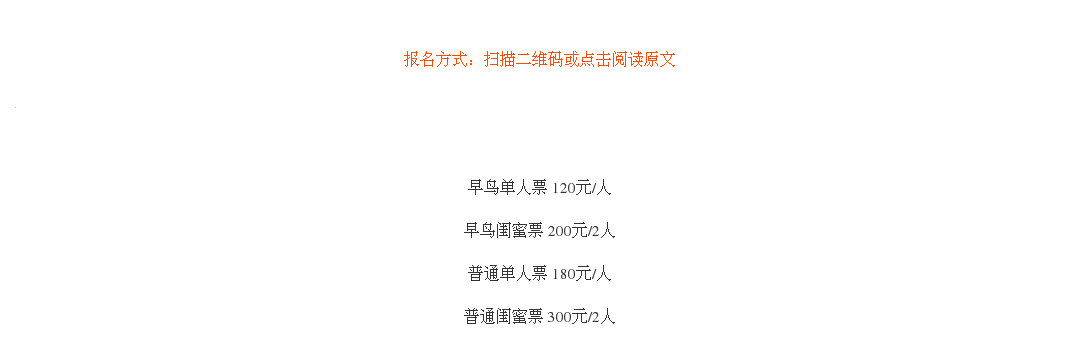 报名方式：扫描二维码或点击阅读原文
早鸟单人票 120元/人
早鸟闺蜜票 200元/2人
普通单人票 180元/人
普通闺蜜票 300元/2人